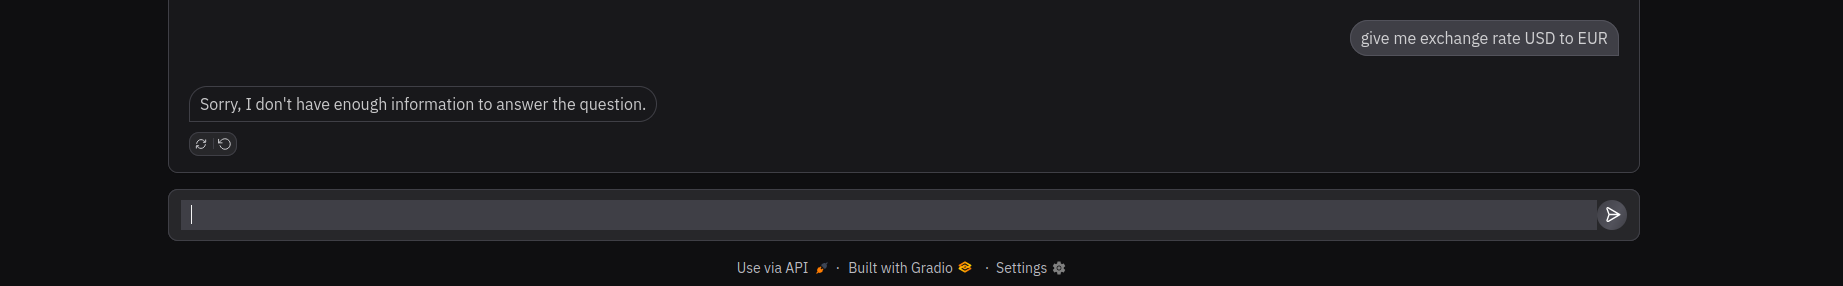 give me exchange rate USD to EUR
Sorry, I don't have enough information to answer the question.
Use via API · Built with Gradio · Settings